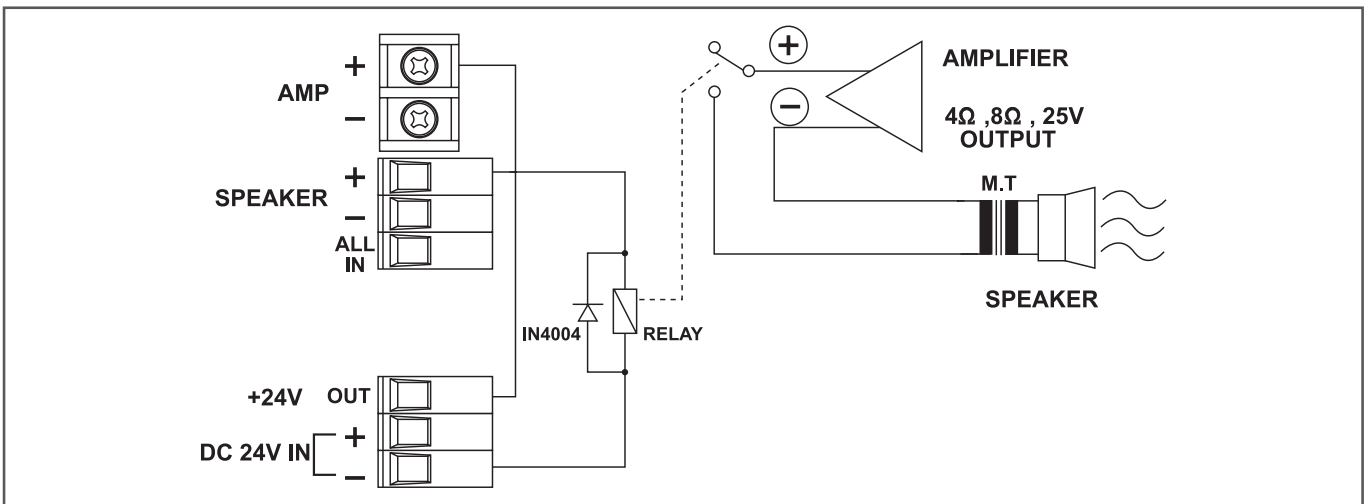 AMP + −
SPEAKER + −
ALL
IN
IN4004
RELAY
+24V OUT
DC 24V IN + −
+
−
AMPLIFIER
4Ω ,8Ω , 25V
OUTPUT
M.T
SPEAKER